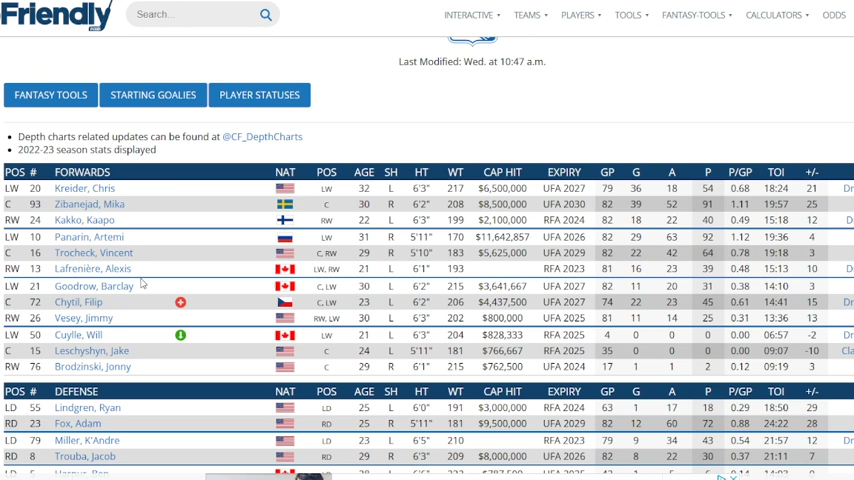 Friendly
Search...
INTERACTIVE TEAMS PLAYERS TOOLS FANTASY-TOOLS CALCULATORS ODDS
Last Modified: Wed. at 10:47 a.m.
FANTASY TOOLS STARTING GOALIES PLAYER STATUSES
Depth charts related updates can be found at @CF_DepthCharts
2022-23 season stats displayed
POS # FORWARDS NAT POS AGE SH HT WT CAP HIT EXPIRY GP G A P P/GP TOI +/-
LW 20 Kreider, Chris LW 32 L 6'3" 217 $6,500,000 UFA 2027 79 36 18 54 0.68 18:24 21 Dr
C 93 Zibanejad, Mika C 30 R 6'2" 208 $8,500,000 UFA 2030 82 39 52 91 1.11 19:57 25
RW 24 Kakko, Kaapo RW 22 L 6'3" 199 $2,100,000 RFA 2024 82 18 22 40 0.49 15:18 12 D
LW 10 Panarin, Artemi LW 31 R 5'11" 170 $11,642,857 UFA 2026 82 29 63 92 1.12 19:36 4
C 16 Trocheck, Vincent C, RW 29 R 5'10" 183 $5,625,000 UFA 2029 82 22 42 64 0.78 19:18 3
RW 13 Lafrenière, Alexis LW, RW 21 L 6'1" 193 RFA 2023 81 16 23 39 0.48 15:13 10 D
LW 21 Goodrow, Barclay C, LW 30 L 6'2" 215 $3,641,667 UFA 2027 82 11 20 31 0.38 14:10 3
C 72 Chytil, Filip C, LW 23 L 6'2" 206 $4,437,500 UFA 2027 74 22 23 45 0.61 14:41 15 D
RW 26 Vesey, Jimmy RW, LW 30 L 6'3" 202 $800,000 UFA 2025 81 11 14 25 0.31 13:36 13
LW 50 Cuylle, Will LW 21 L 6'3" 204 $828,333 RFA 2025 4 0 0 0 0.00 06:57 -2 D
C 15 Leschyshyn, Jake C 24 L 5'11" 181 $766,667 RFA 2025 35 0 0 0 0.00 09:07 -10 Cla
RW 76 Brodzinski, Jonny C 29 R 6'1" 215 $762,500 UFA 2024 17 1 1 2 0.12 09:19 3
POS # DEFENSE NAT POS AGE SH HT WT CAP HIT EXPIRY GP G A P P/GP TOI +/-
LD 55 Lindgren, Ryan LD 25 L 6'0" 191 $3,000,000 RFA 2024 63 1 17 18 0.29 18:50 29
RD 23 Fox, Adam RD 25 R 5'11" 181 $9,500,000 UFA 2029 82 12 60 72 0.88 24:22 28
LD 79 Miller, K'Andre LD 23 L 6'5" 210 RFA 2023 79 9 34 43 0.54 21:57 12 D
RD 8 Trouba, Jacob RD 29 R 6'3" 209 $8,000,000 UFA 2026 82 8 22 30 0.37 21:11 7